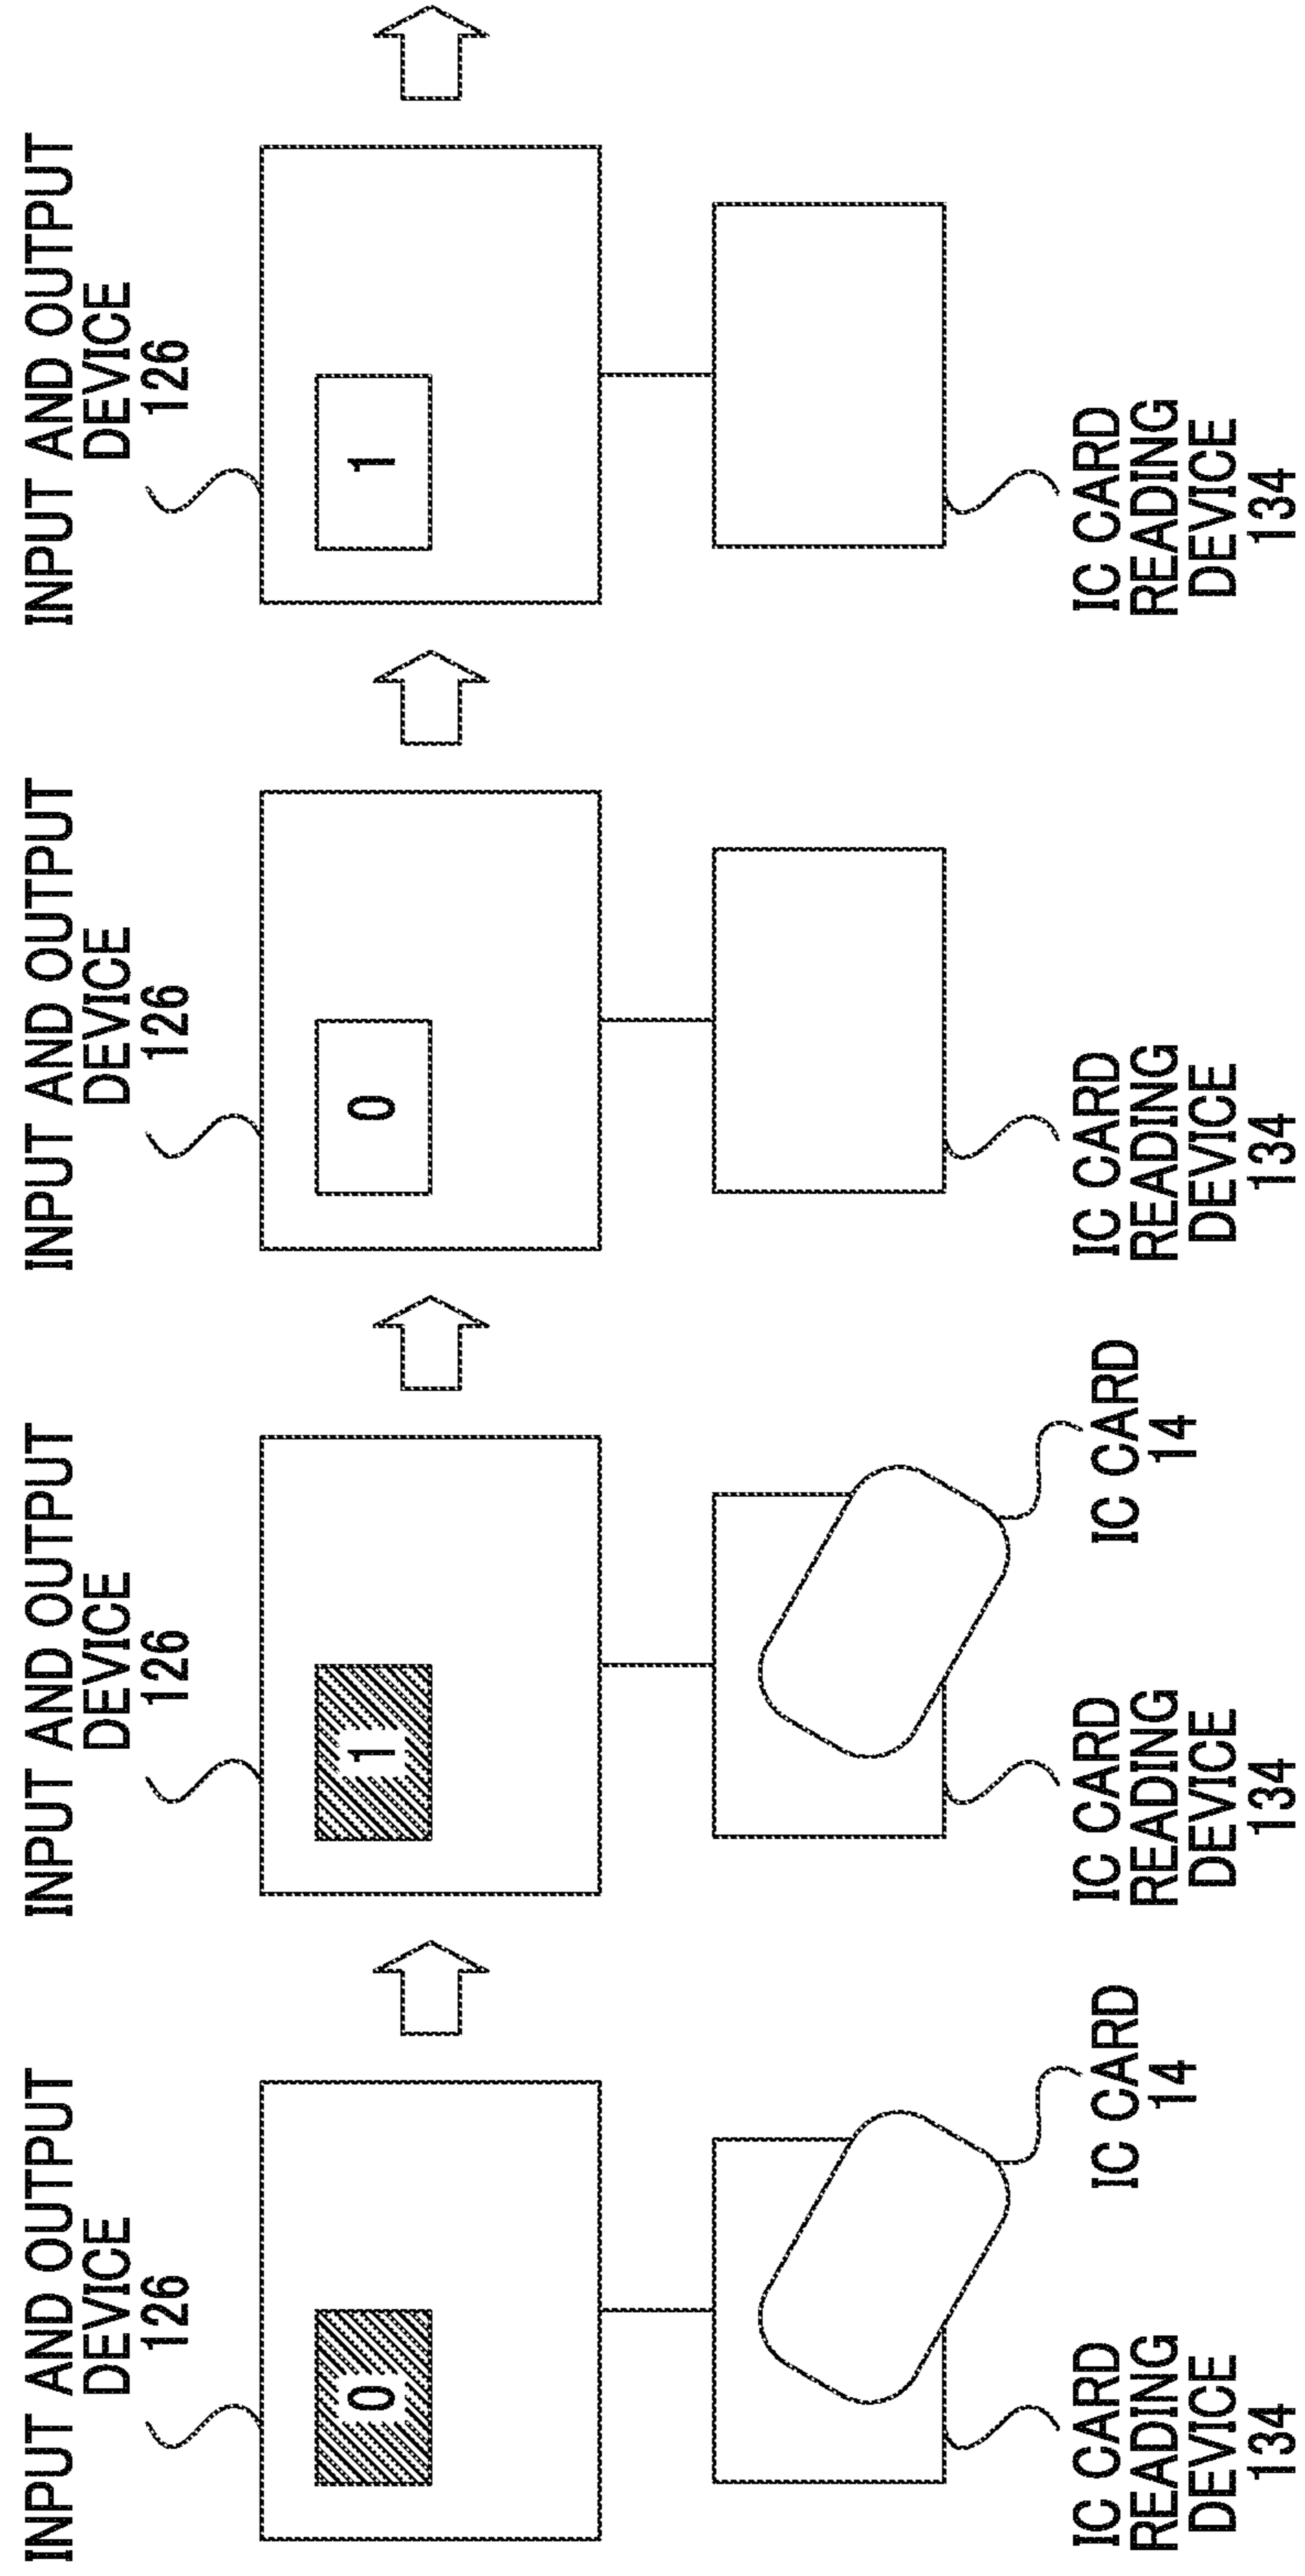 INPUT AND OUTPUT
DEVICE
126
0
IC CARD
READING
DEVICE
134
IC CARD
14
INPUT AND OUTPUT
DEVICE
126
1
IC CARD
READING
DEVICE
134
IC CARD
14
INPUT AND OUTPUT
DEVICE
126
0
IC CARD
READING
DEVICE
134
INPUT AND OUTPUT
DEVICE
126
1
IC CARD
READING
DEVICE
134